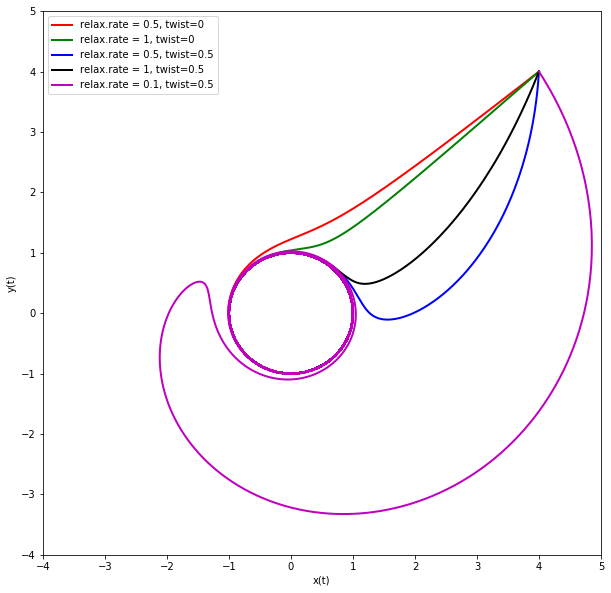 relax.rate = 0.5, twist=0
relax.rate = 1, twist=0
relax.rate = 0.5, twist=0.5
relax.rate = 1, twist=0.5
relax.rate = 0.1, twist=0.5
5
4
3
2
1
0
−1
−2
−3
−4
y(t)
−4 −3 −2 −1 0 1 2 3 4 5
x(t)